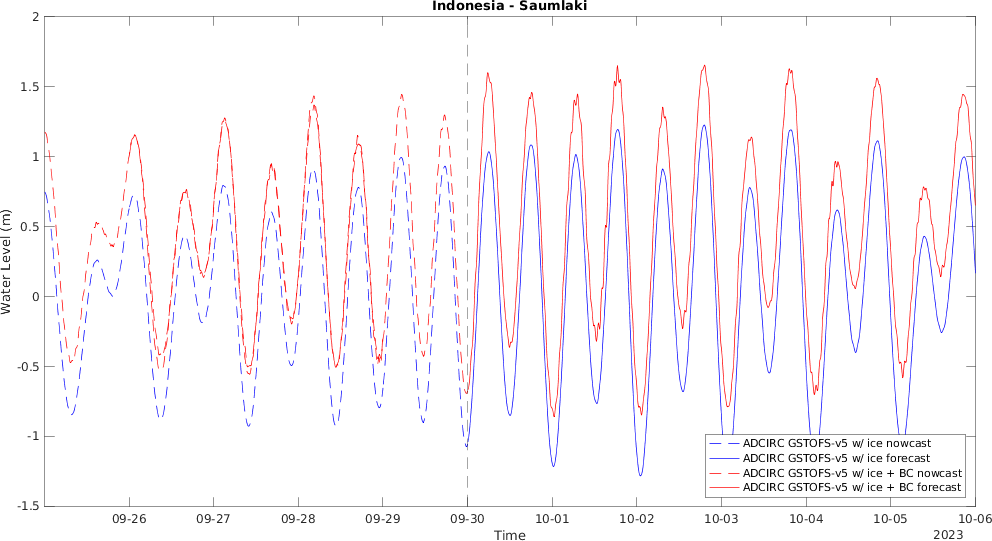 Indonesia - Saumlaki
2
1.5
1
0.5
0
-0.5
-1
-1.5
Water Level (m)
ADCIRC GSTOFS-v5 w/ ice nowcast
ADCIRC GSTOFS-v5 w/ ice forecast
ADCIRC GSTOFS-v5 w/ ice + BC nowcast
ADCIRC GSTOFS-v5 w/ ice + BC forecast
09-26 09-27 09-28 09-29 09-30 10-01 10-02 10-03 10-04 10-05 10-06
Time
2023